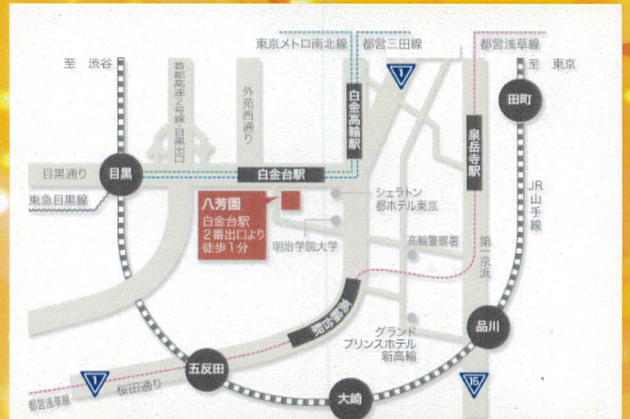 東京メトロ南北線
都営三田線
都営浅草線
至 渋谷
至 東京
首都高速2号線・目黒出口
外苑西通り
1
白金高輪駅
田町
泉岳寺駅
目黒通り
目黒
白金台駅
東急目黒線
八芳園
白金台駅
2番出口より
徒歩1分
シェラトン
都ホテル東京
明治学院大学
高輪警察署
第一京浜
JR山手線
高輪台駅
グランド
プリンスホテル
新高輪
品川
五反田
大崎
1
桜田通り
15
都営浅草線